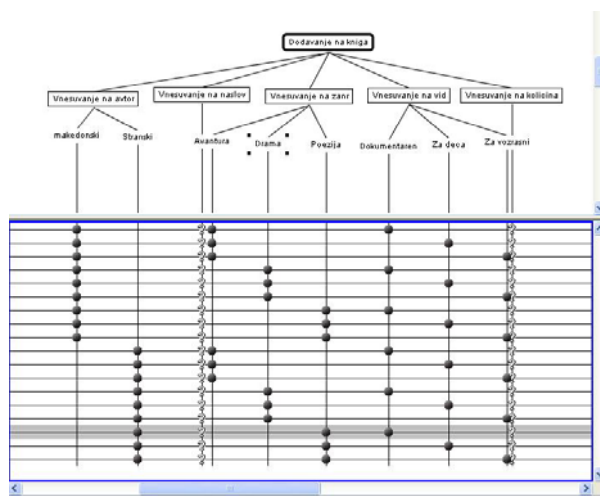 Dodavanje na kniga
Vnesuvanje na avtor
Vnesuvanje na naslov
Vnesuvanje na zanr
Vnesuvanje na vid
Vnesuvanje na kolicina
makedonski
Stranski
Avantura
Drama
Poezija
Dokumentaren
Za deca
Za vozrasni